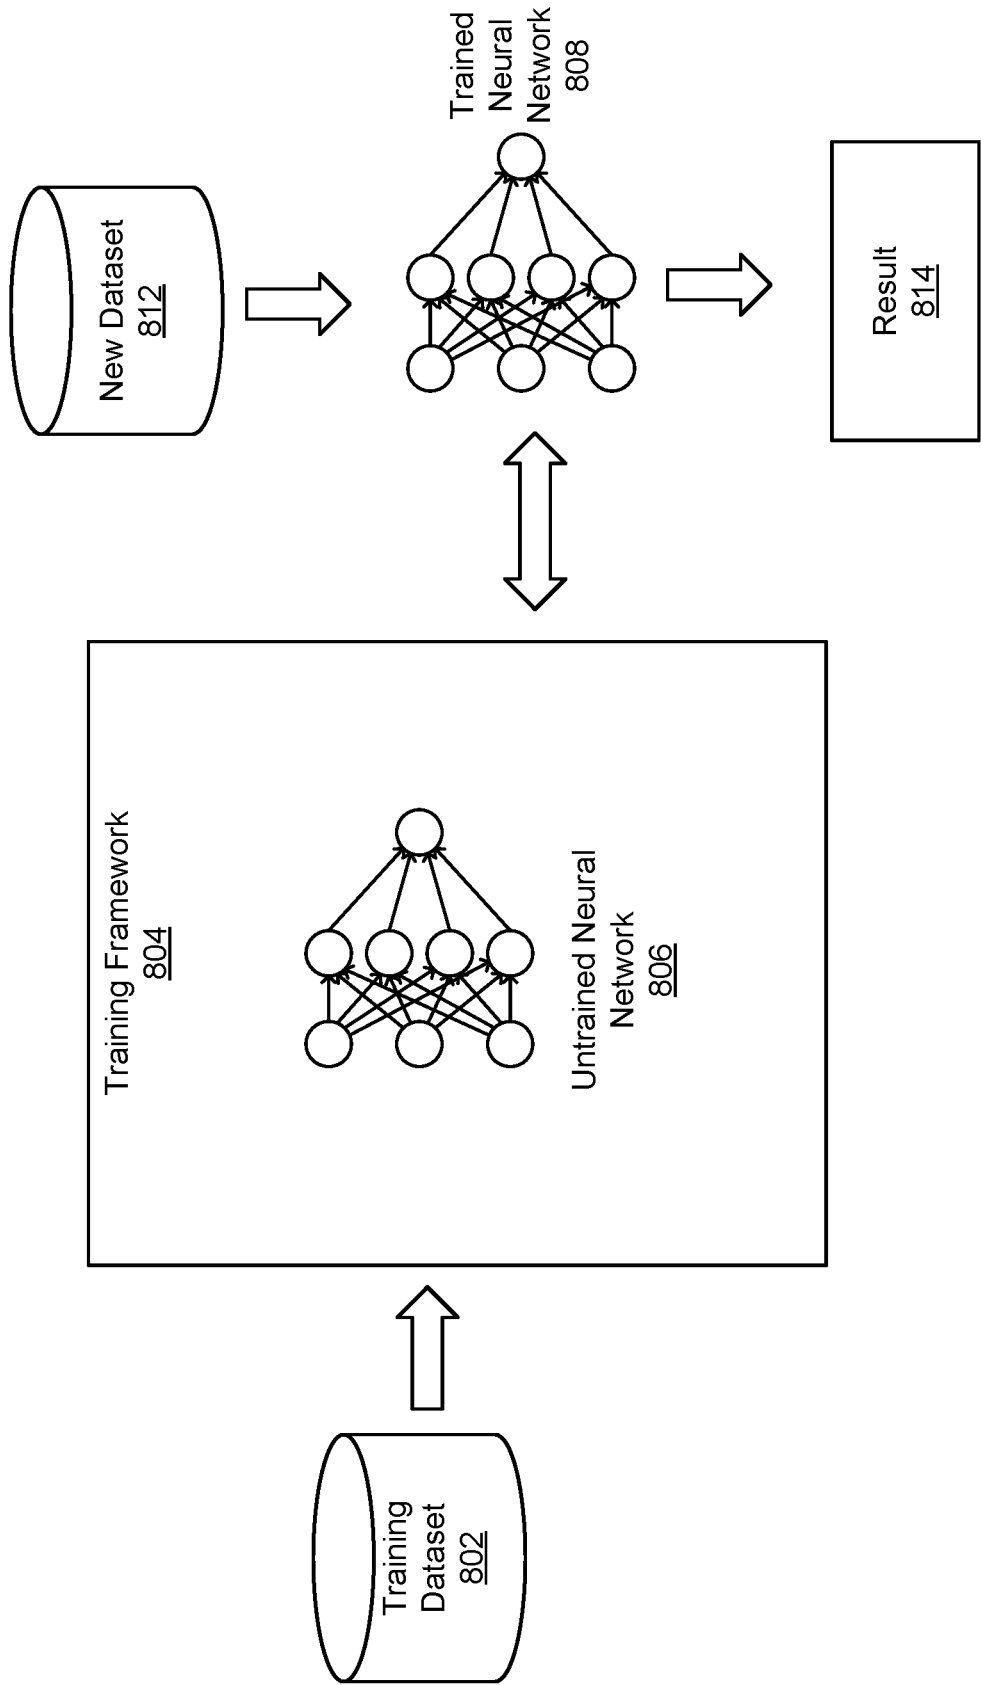 Training
Dataset
802
Training Framework
804
Untrained Neural
Network
806
New Dataset
812
Trained
Neural
Network
808
Result
814